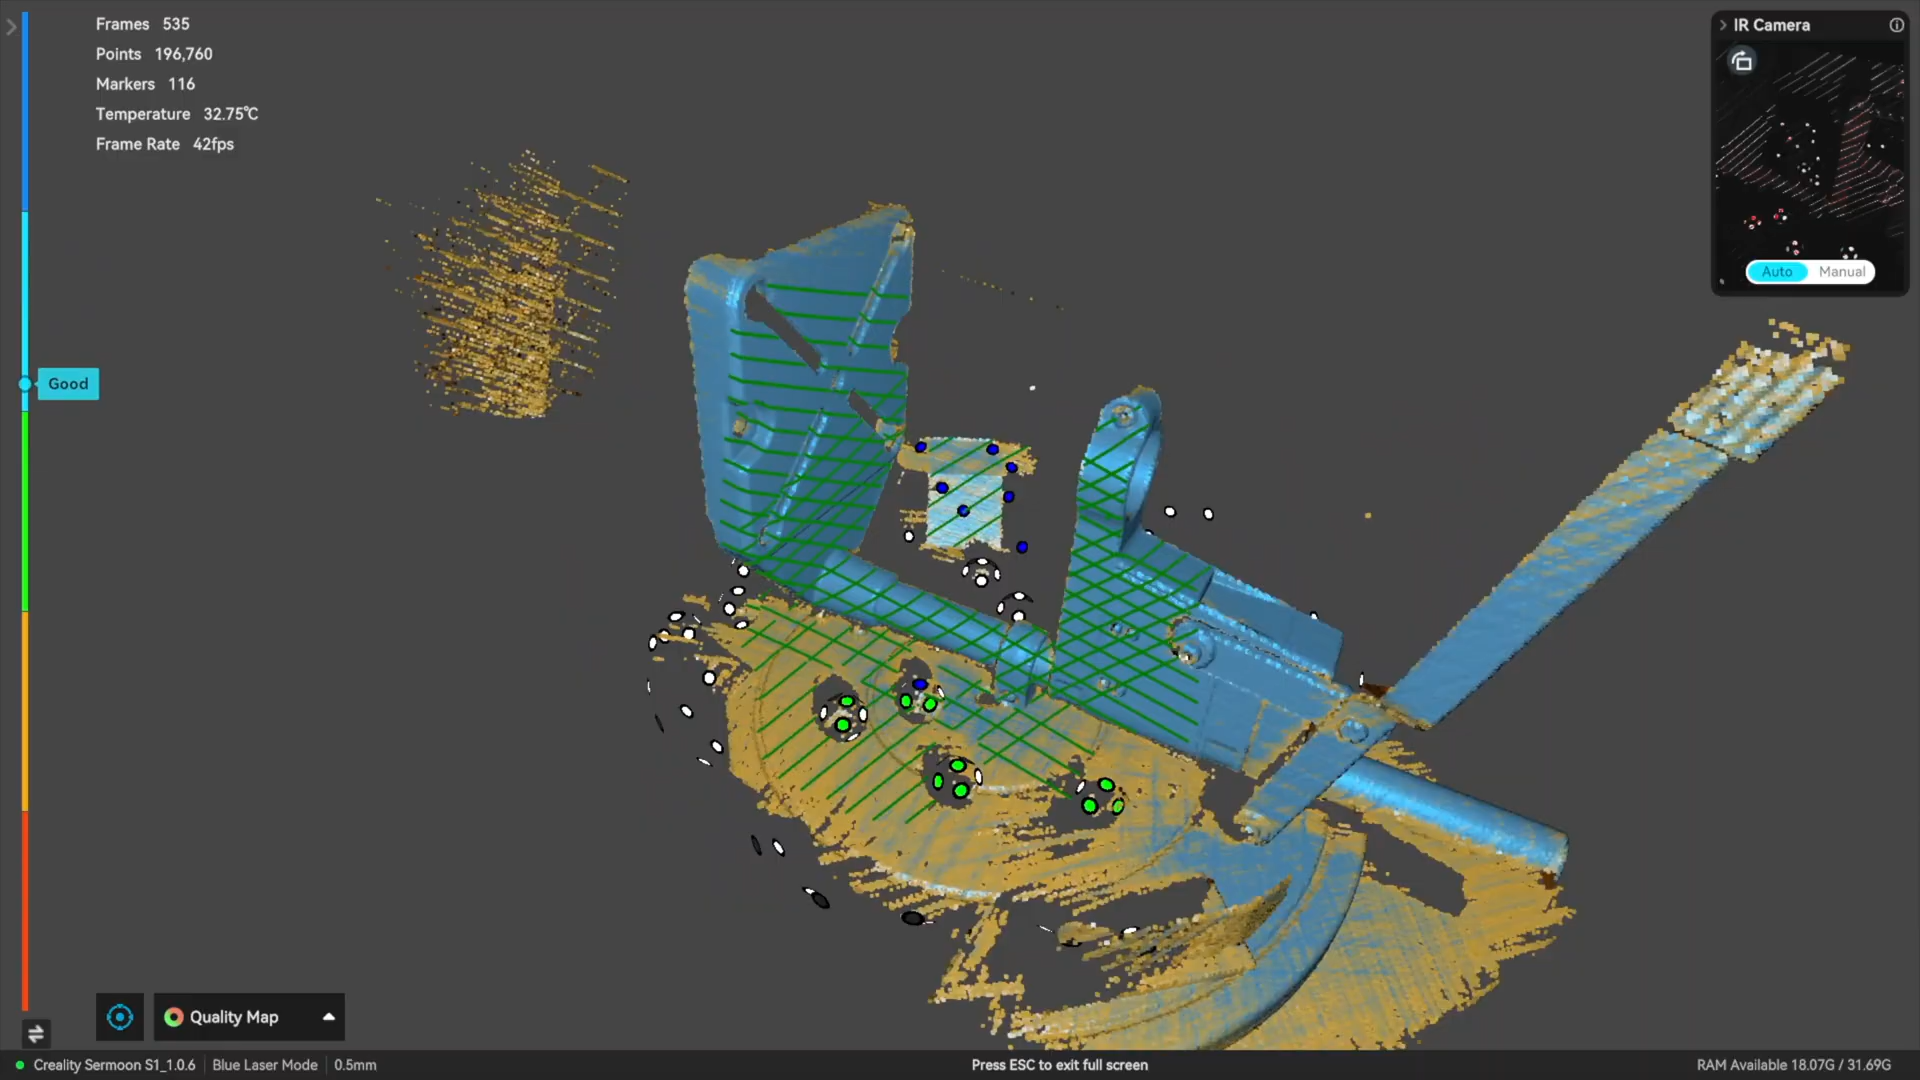 Frames 535
Points 196,760
Markers 116
Temperature 32.75℃
Frame Rate 42fps
IR Camera
Auto Manual
Good
Quality Map
Creality Sermoon S1_1.0.6 Blue Laser Mode 0.5mm
Press ESC to exit full screen
RAM Available 18.07G / 31.69G